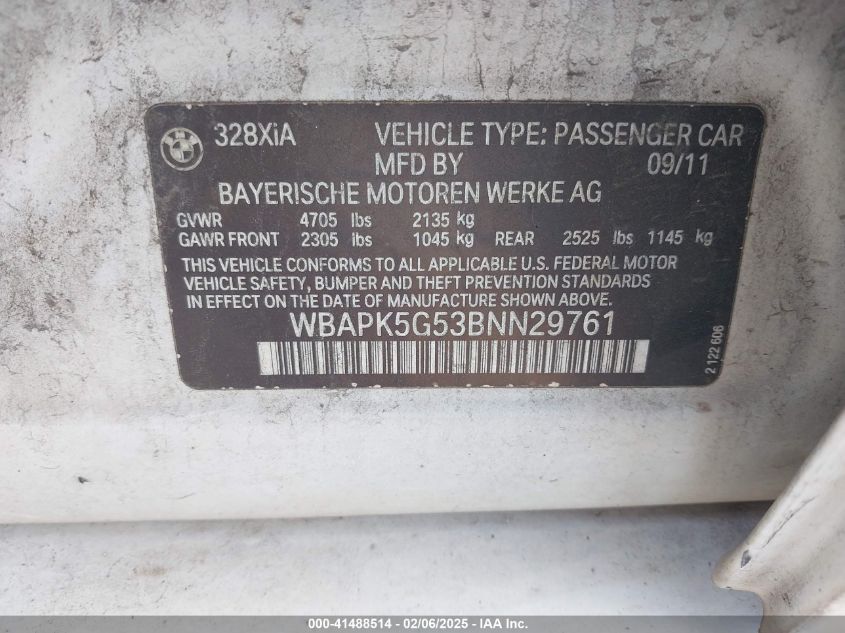 328XiA VEHICLE TYPE: PASSENGER CAR
MFD BY 09/11
BAYERISCHE MOTOREN WERKE AG
GVWR 4705 lbs 2135 kg
GAWR FRONT 2305 lbs 1045 kg REAR 2525 lbs 1145 kg
THIS VEHICLE CONFORMS TO ALL APPLICABLE U.S. FEDERAL MOTOR
VEHICLE SAFETY, BUMPER AND THEFT PREVENTION STANDARDS
IN EFFECT ON THE DATE OF MANUFACTURE SHOWN ABOVE.
WBAPK5G53BNN29761
2 122 606
000-41488514 - 02/06/2025 - IAA Inc.